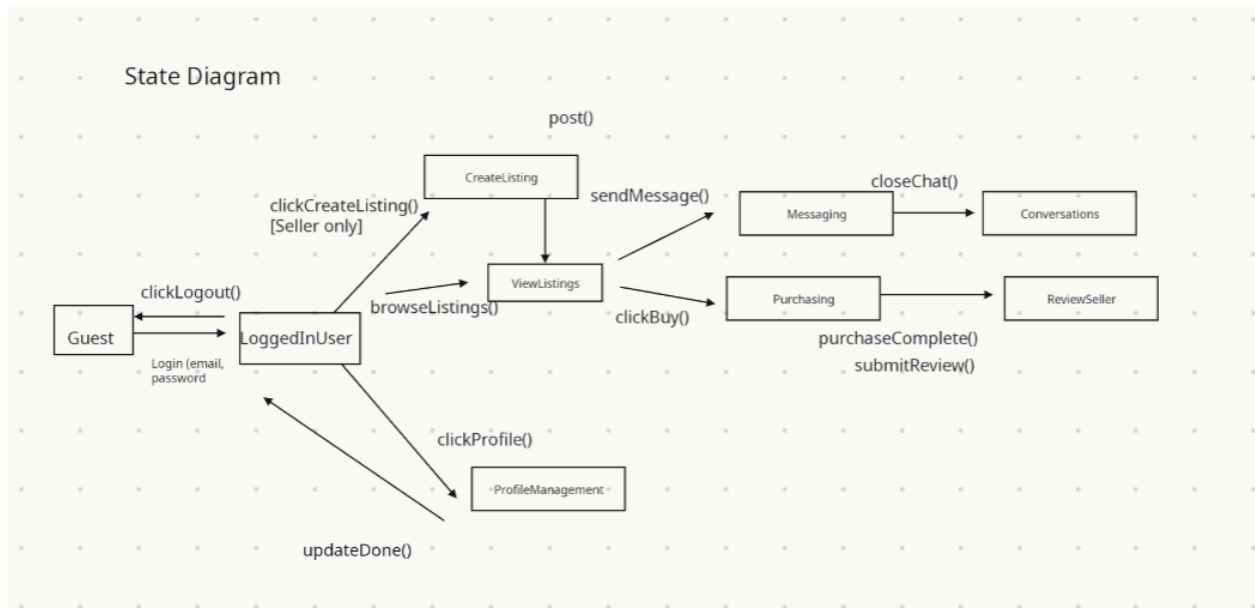 State Diagram
post()
CreateListing
clickCreateListing()
[Seller only]
sendMessage()
closeChat()
Messaging
Conversations
clickLogout()
browseListings()
ViewListings
clickBuy()
Purchasing
ReviewSeller
Guest
LoggedInUser
Login (email,
password
purchaseComplete()
submitReview()
clickProfile()
ProfileManagement
updateDone()